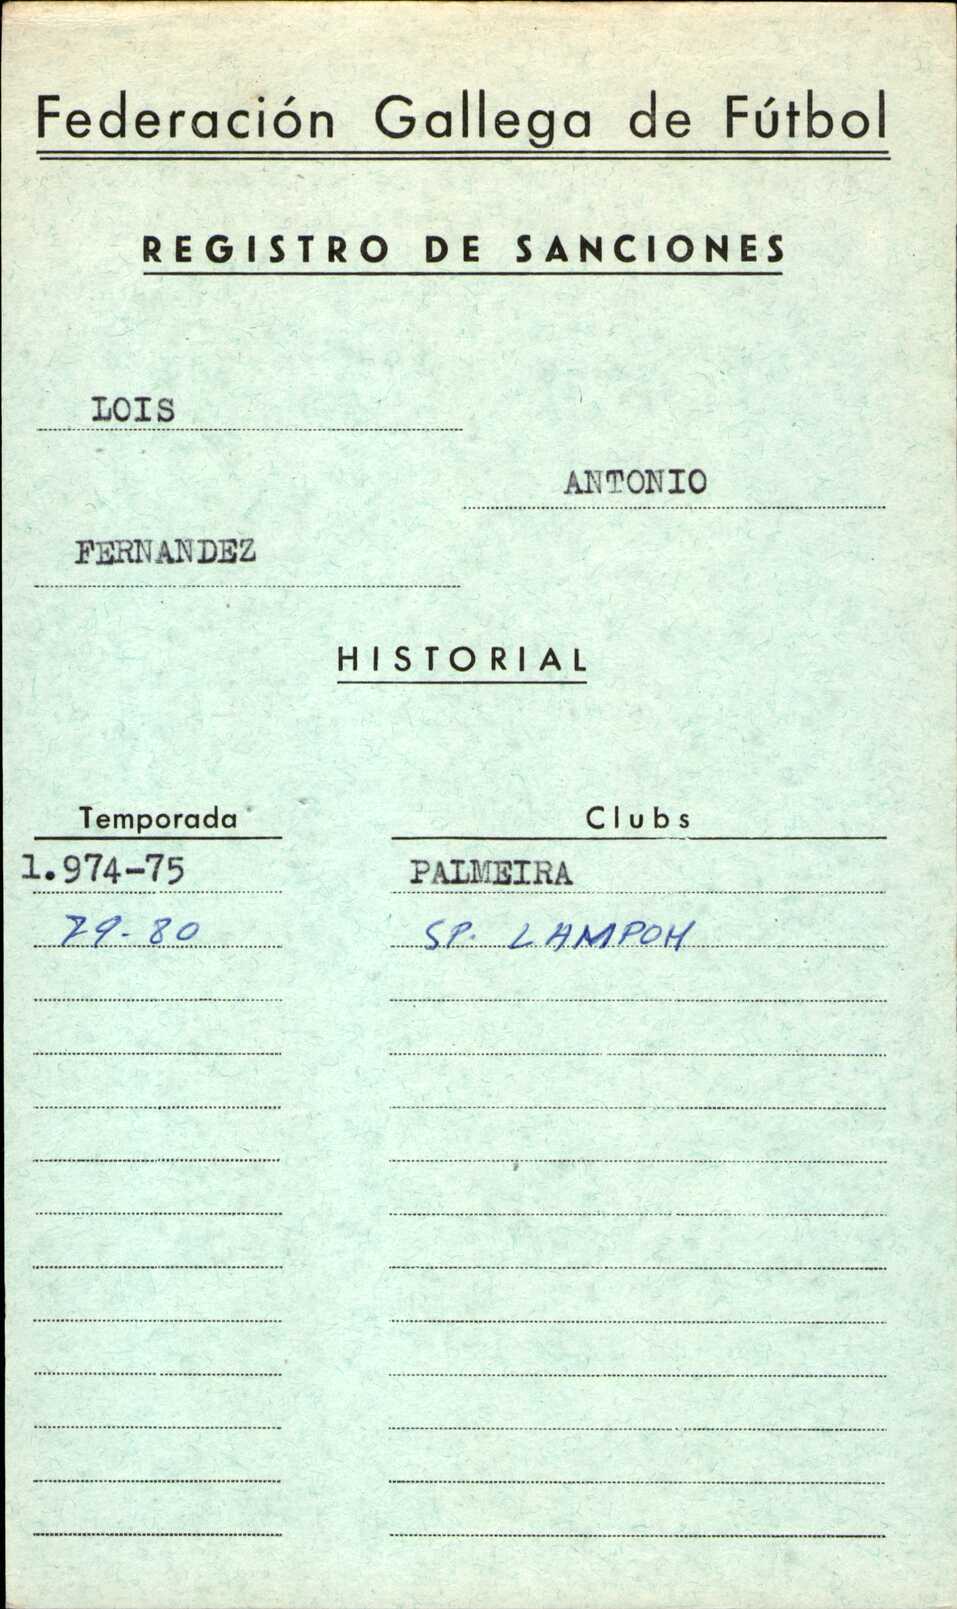 Federación Gallega de Fútbol
REGISTRO DE SANCIONES
LOIS
ANTONIO
FERNANDEZ
HISTORIAL
Temporada Clubs
1.974-75 PALMEIRA
79-80 SP. LAMPON